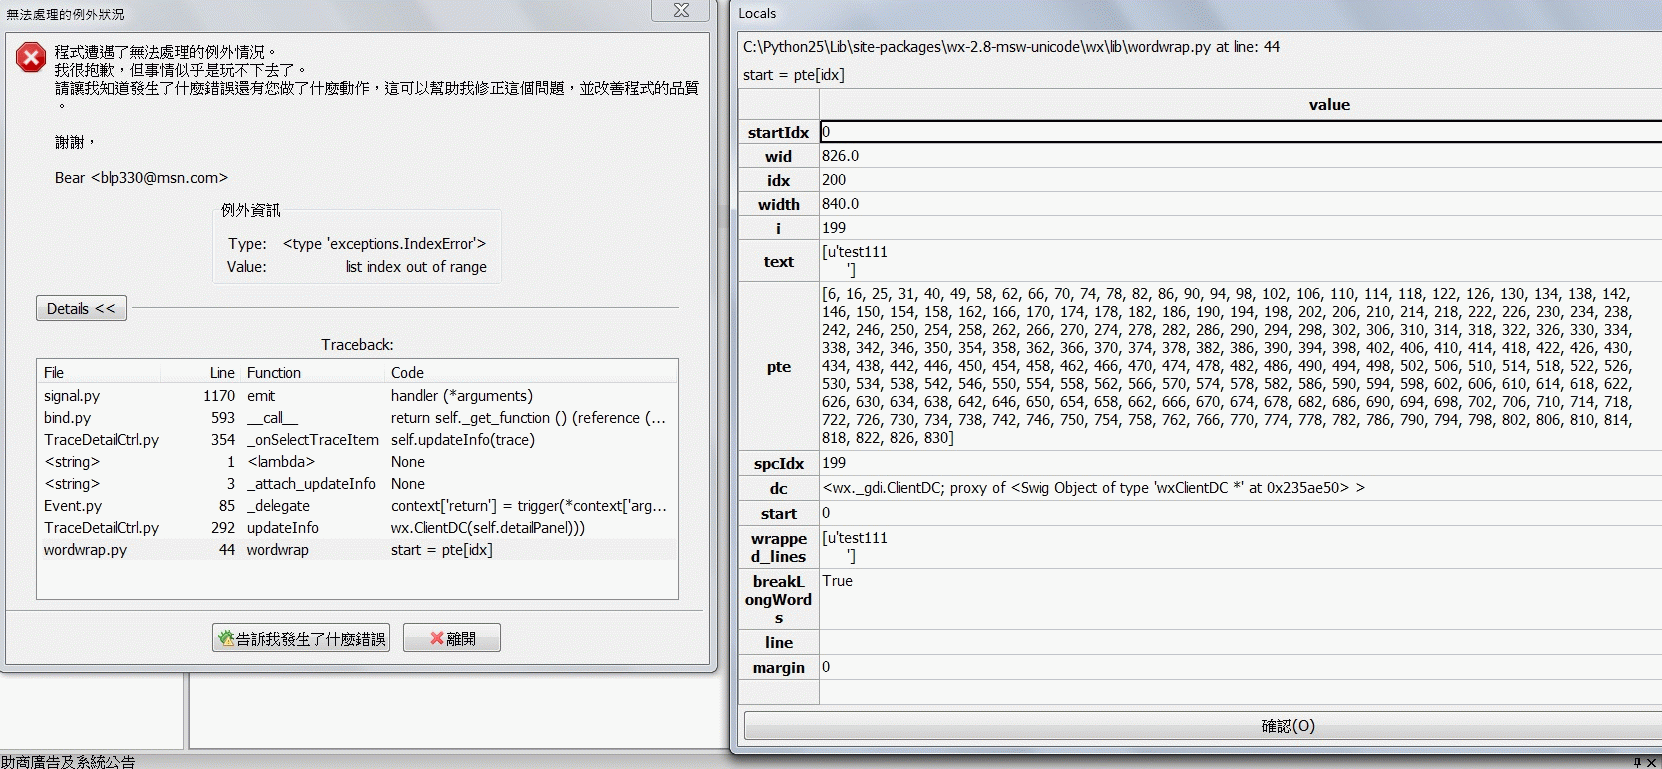 無法處理的例外狀況
程式遭遇了無法處理的例外情況。
我很抱歉，但事情似乎是玩不下去了。
請讓我知道發生了什麼錯誤還有您做了什麼動作，這可以幫助我修正這個問題，並改善程式的品質
。
謝謝，
Bear <blp330@msn.com>
例外資訊
Type: <type 'exceptions.IndexError'>
Value: list index out of range
Details <<
Traceback:
File Line Function Code
signal.py 1170 emit handler (*arguments)
bind.py 593 __call__ return self._get_function () (reference (...
TraceDetailCtrl.py 354 _onSelectTraceItem self.updateInfo(trace)
<string> 1 <lambda> None
<string> 3 _attach_updateInfo None
Event.py 85 _delegate context['return'] = trigger(*context['arg...
TraceDetailCtrl.py 292 updateInfo wx.ClientDC(self.detailPanel)))
wordwrap.py 44 wordwrap start = pte[idx]
告訴我發生了什麼錯誤 離開
助商廣告及系統公告
Locals
C:\Python25\Lib\site-packages\wx-2.8-msw-unicode\wx\lib\wordwrap.py at line: 44
start = pte[idx]
value
startIdx 0
wid 826.0
idx 200
width 840.0
i 199
text [u'test111
']
pte [6, 16, 25, 31, 40, 49, 58, 62, 66, 70, 74, 78, 82, 86, 90, 94, 98, 102, 106, 110, 114, 118, 122, 126, 130, 134, 138, 142,
146, 150, 154, 158, 162, 166, 170, 174, 178, 182, 186, 190, 194, 198, 202, 206, 210, 214, 218, 222, 226, 230, 234, 238,
242, 246, 250, 254, 258, 262, 266, 270, 274, 278, 282, 286, 290, 294, 298, 302, 306, 310, 314, 318, 322, 326, 330, 334,
338, 342, 346, 350, 354, 358, 362, 366, 370, 374, 378, 382, 386, 390, 394, 398, 402, 406, 410, 414, 418, 422, 426, 430,
434, 438, 442, 446, 450, 454, 458, 462, 466, 470, 474, 478, 482, 486, 490, 494, 498, 502, 506, 510, 514, 518, 522, 526,
530, 534, 538, 542, 546, 550, 554, 558, 562, 566, 570, 574, 578, 582, 586, 590, 594, 598, 602, 606, 610, 614, 618, 622,
626, 630, 634, 638, 642, 646, 650, 654, 658, 662, 666, 670, 674, 678, 682, 686, 690, 694, 698, 702, 706, 710, 714, 718,
722, 726, 730, 734, 738, 742, 746, 750, 754, 758, 762, 766, 770, 774, 778, 782, 786, 790, 794, 798, 802, 806, 810, 814,
818, 822, 826, 830]
spcIdx 199
dc <wx._gdi.ClientDC; proxy of <Swig Object of type 'wxClientDC *' at 0x235ae50> >
start 0
wrappe [u'test111
d_lines ']
breakL True
ongWord
s
line
margin 0
確認(O)